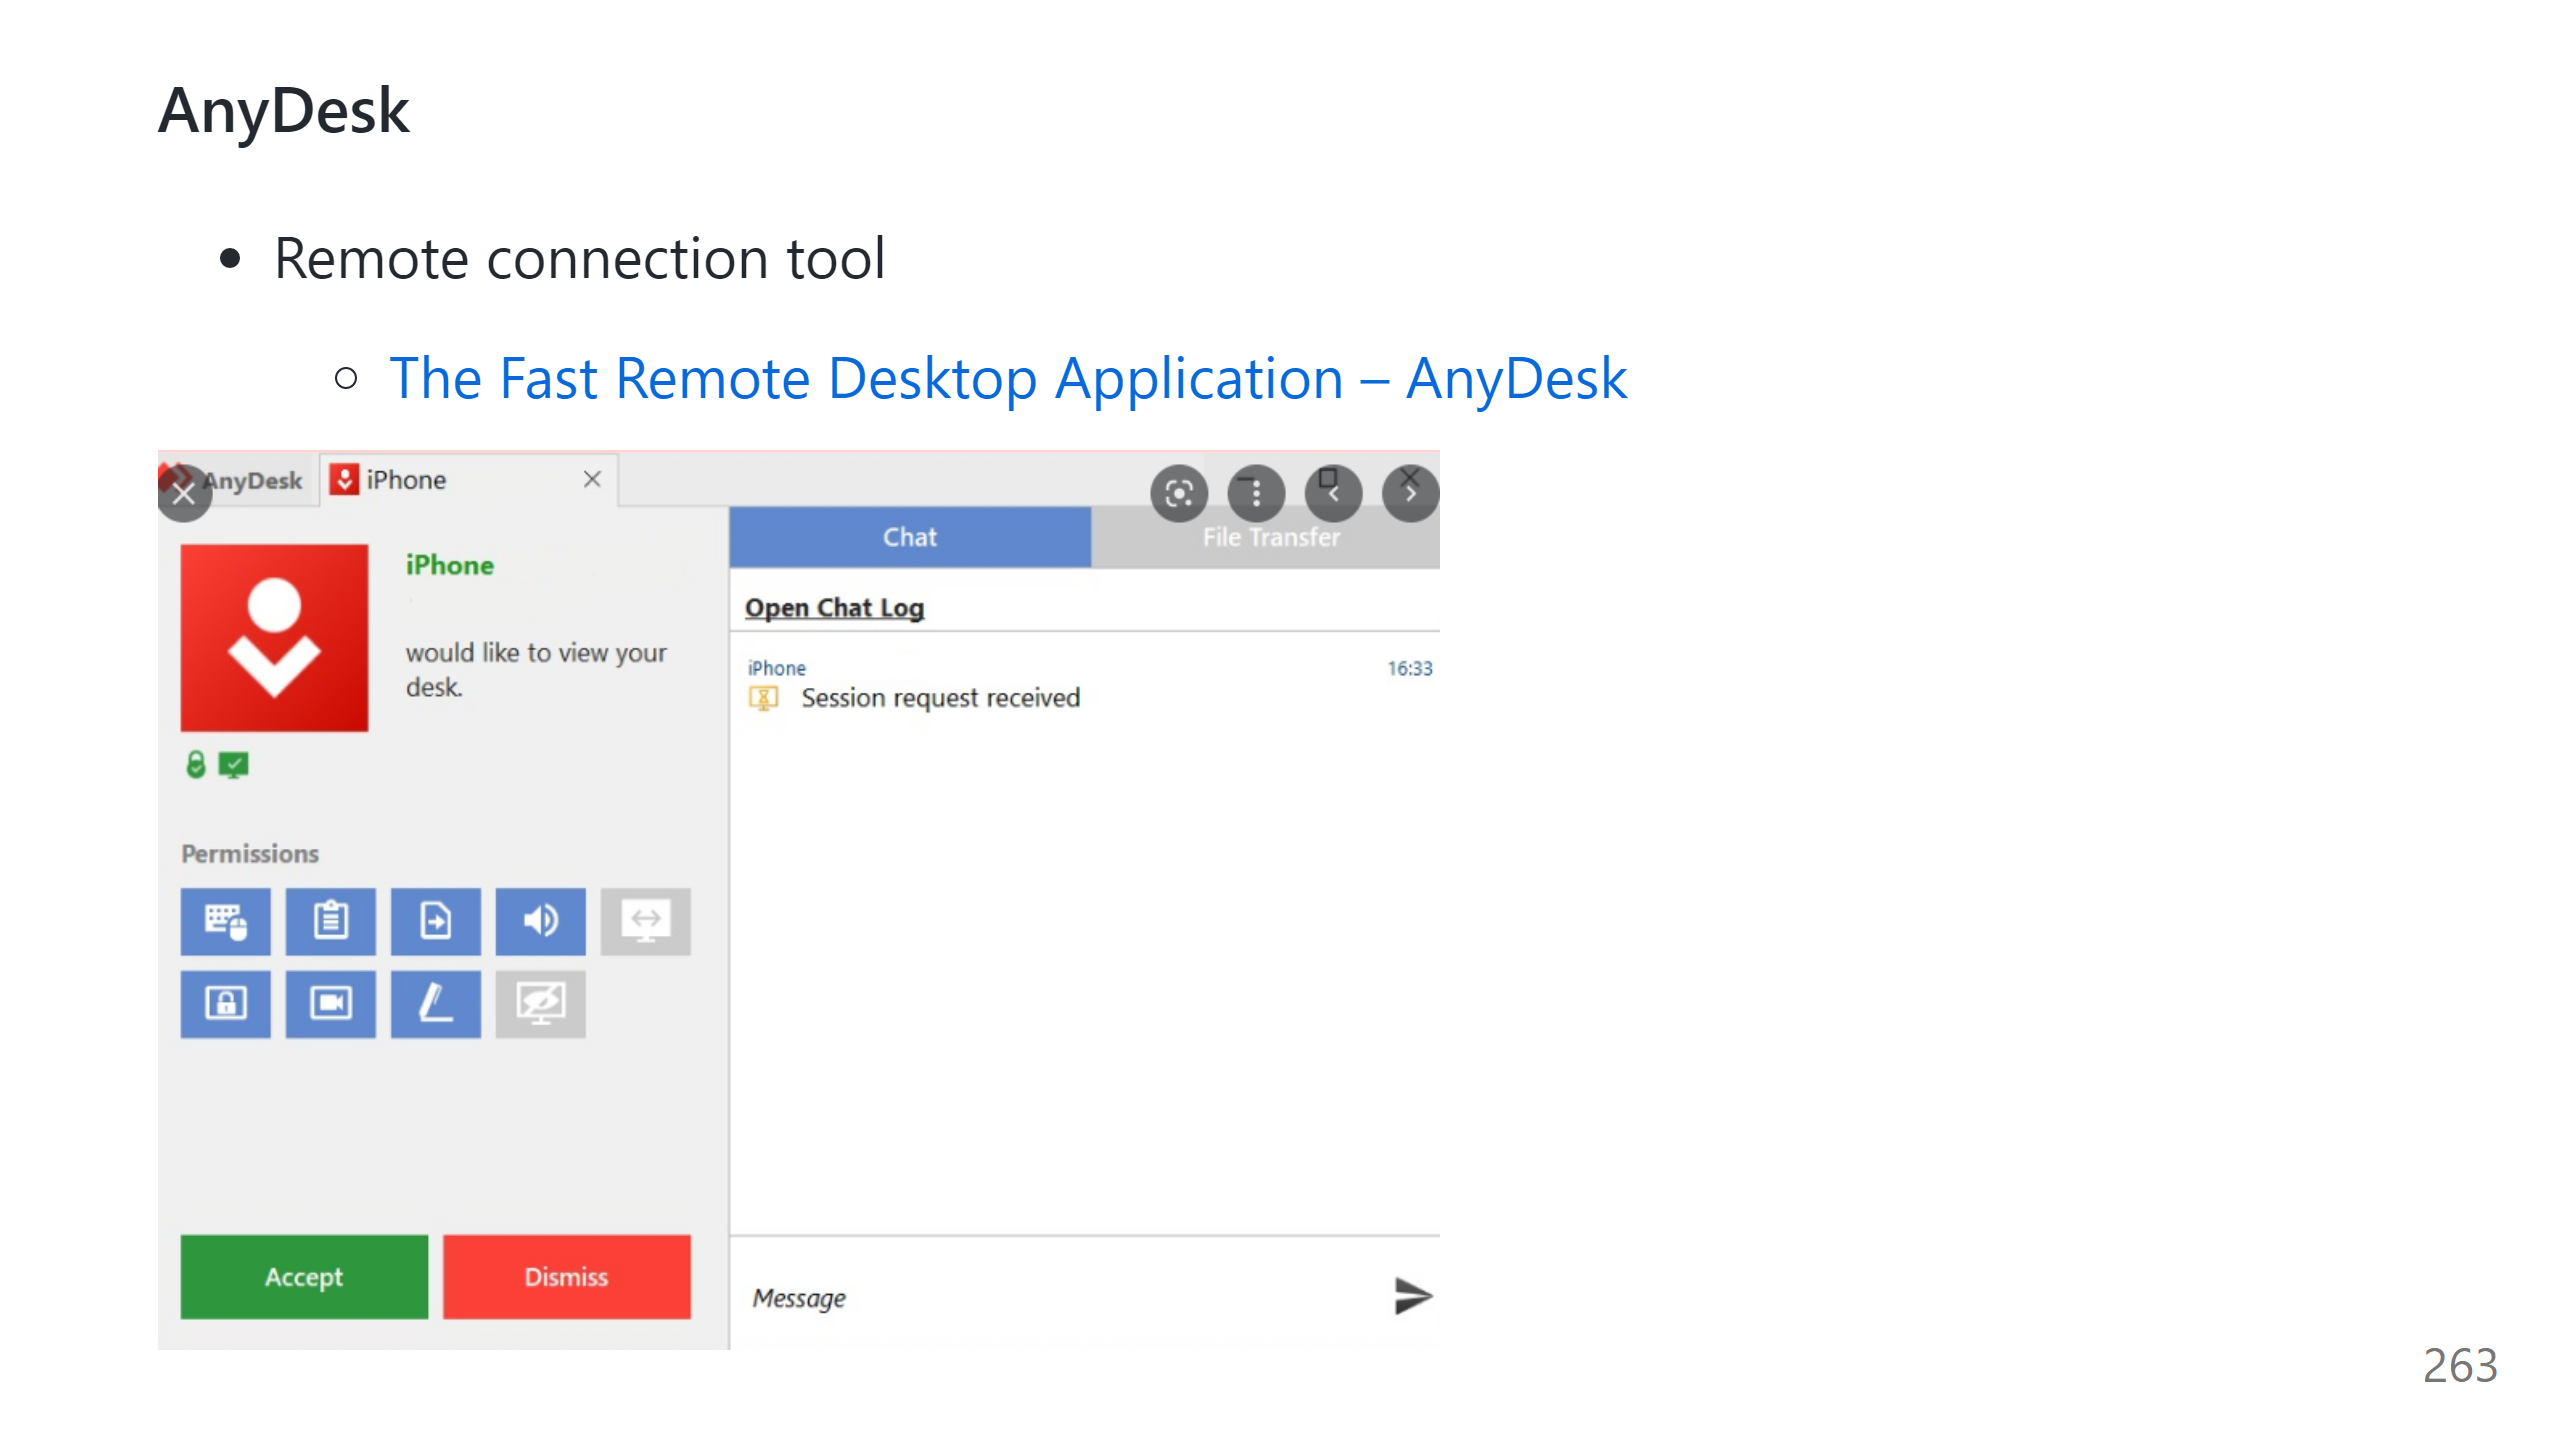 AnyDesk
Remote connection tool
The Fast Remote Desktop Application – AnyDesk
AnyDesk
iPhone
Chat
File Transfer
iPhone
would like to view your
desk.
Open Chat Log
iPhone
16:33
Session request received
Permissions
Accept
Dismiss
Message
263